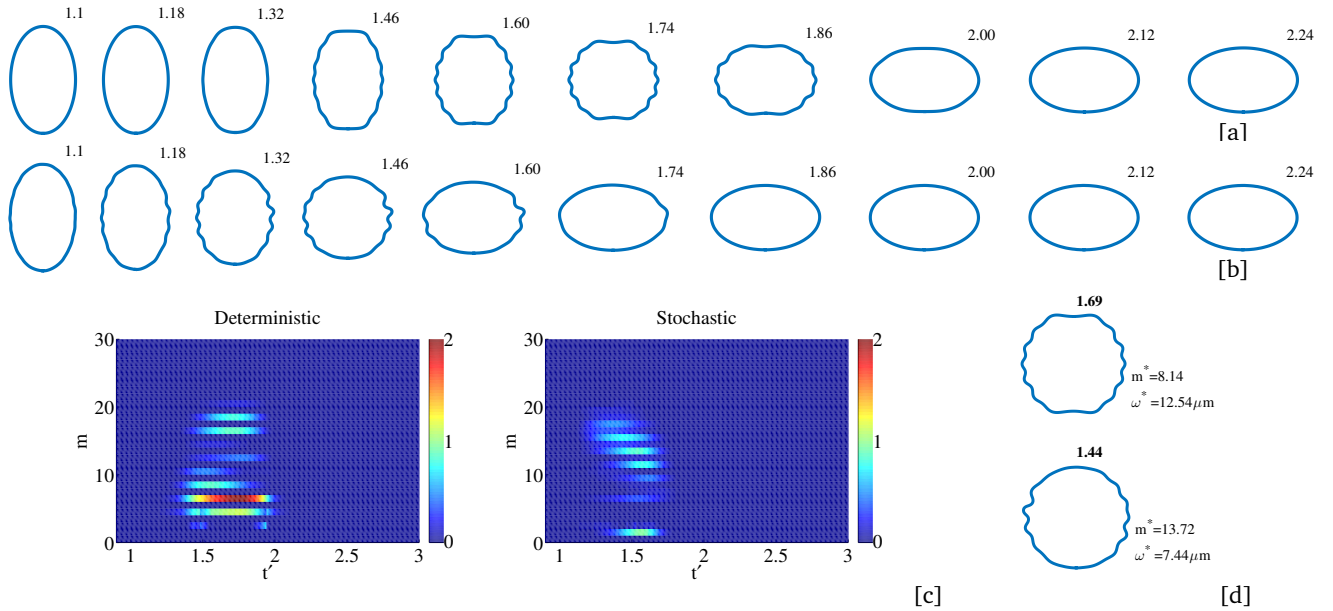 1.1 1.18 1.32 1.46 1.60 1.74 1.86 2.00 2.12 2.24
[a]
1.1 1.18 1.32 1.46 1.60 1.74 1.86 2.00 2.12 2.24
[b]
Deterministic
30
20
10
0
m
1 1.5 2 2.5 3
t′
2
1
0
Stochastic
30
20
10
0
m
1 1.5 2 2.5 3
t′
2
1
0
[c]
1.69
m*=8.14
ω* =12.54μm
1.44
m*=13.72
ω* =7.44μm
[d]